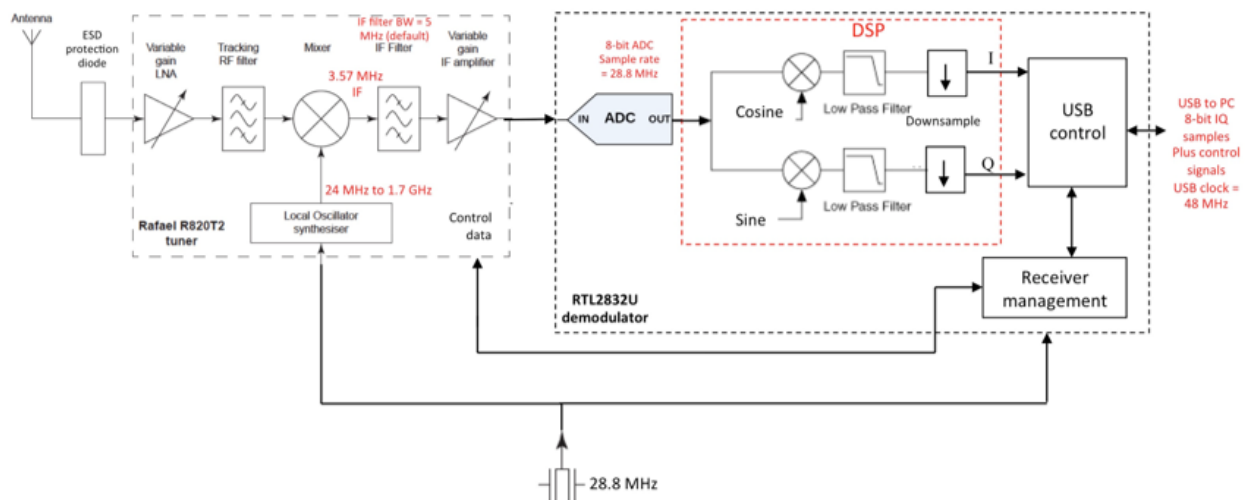 Antenna
ESD
protection
diode
Variable
gain
LNA
Tracking
RF filter
Mixer
IF filter BW = 5
MHz (default)
IF Filter
Variable
gain
IF amplifier
3.57 MHz
IF
24 MHz to 1.7 GHz
Local Oscillator
synthesiser
Rafael R820T2
tuner
Control
data
8-bit ADC
Sample rate
= 28.8 MHz
IN ADC OUT
DSP
Cosine
Low Pass Filter
Downsample
I
Sine
Low Pass Filter
Q
USB
control
USB to PC
8-bit IQ
samples
Plus control
signals
USB clock =
48 MHz
Receiver
management
RTL2832U
demodulator
28.8 MHz